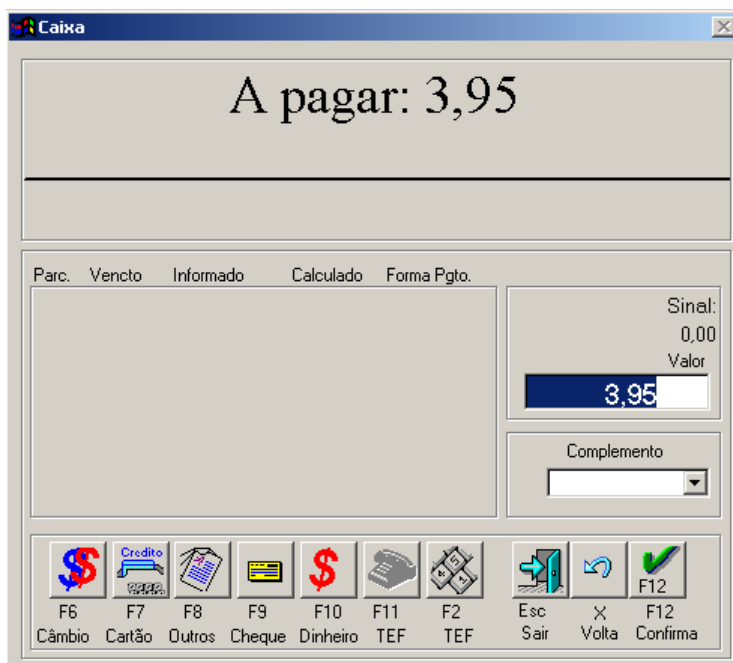 Caixa
A pagar: 3,95
Parc. Vencto Informado Calculado Forma Pgto.
Sinal:
0,00
Valor
3,95
Complemento
Credito
F12
F6 F7 F8 F9 F10 F11 F2 Esc X F12
Câmbio Cartão Outros Cheque Dinheiro TEF TEF Sair Volta Confirma